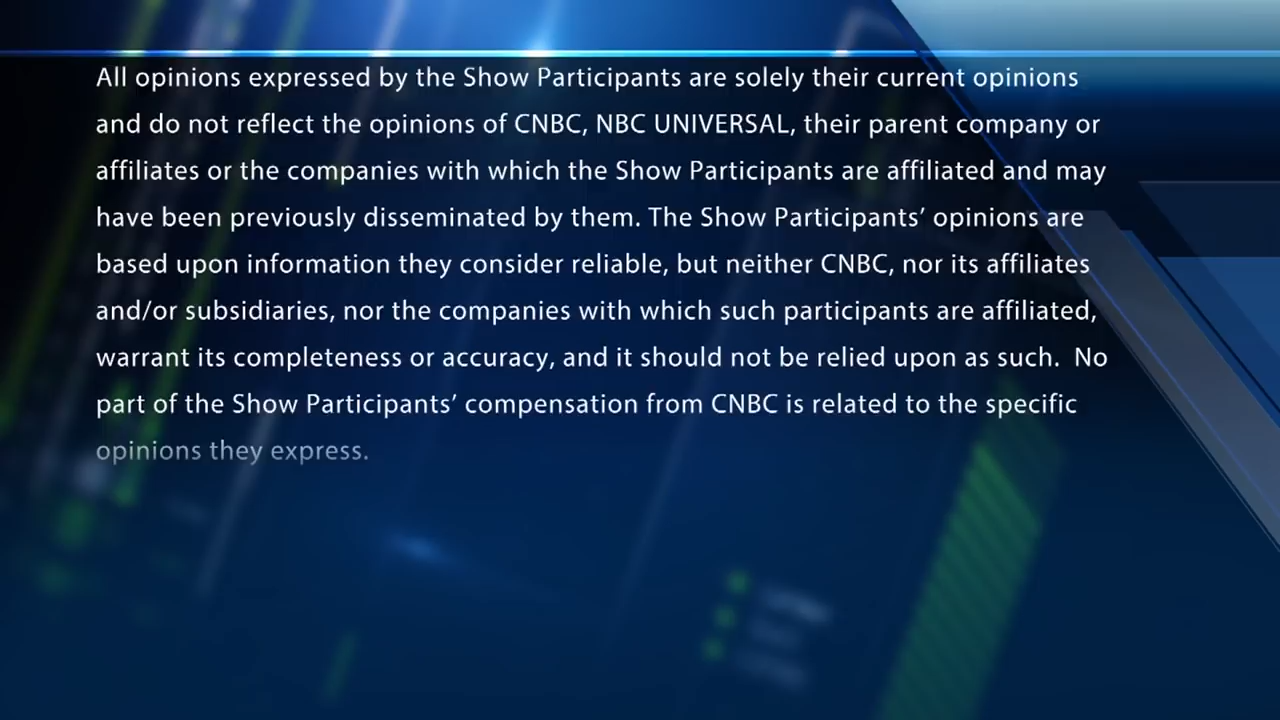 All opinions expressed by the Show Participants are solely their current opinions
and do not reflect the opinions of CNBC, NBC UNIVERSAL, their parent company or
affiliates or the companies with which the Show Participants are affiliated and may
have been previously disseminated by them. The Show Participants’ opinions are
based upon information they consider reliable, but neither CNBC, nor its affiliates
and/or subsidiaries, nor the companies with which such participants are affiliated,
warrant its completeness or accuracy, and it should not be relied upon as such.  No
part of the Show Participants’ compensation from CNBC is related to the specific
opinions they express.